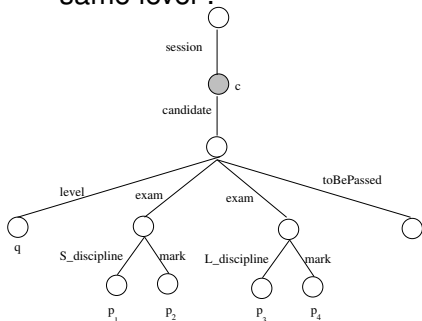 same level :
session
c
candidate
level
exam
exam
toBePassed
q
S_discipline
mark
L_discipline
mark
p1
p2
p3
p4